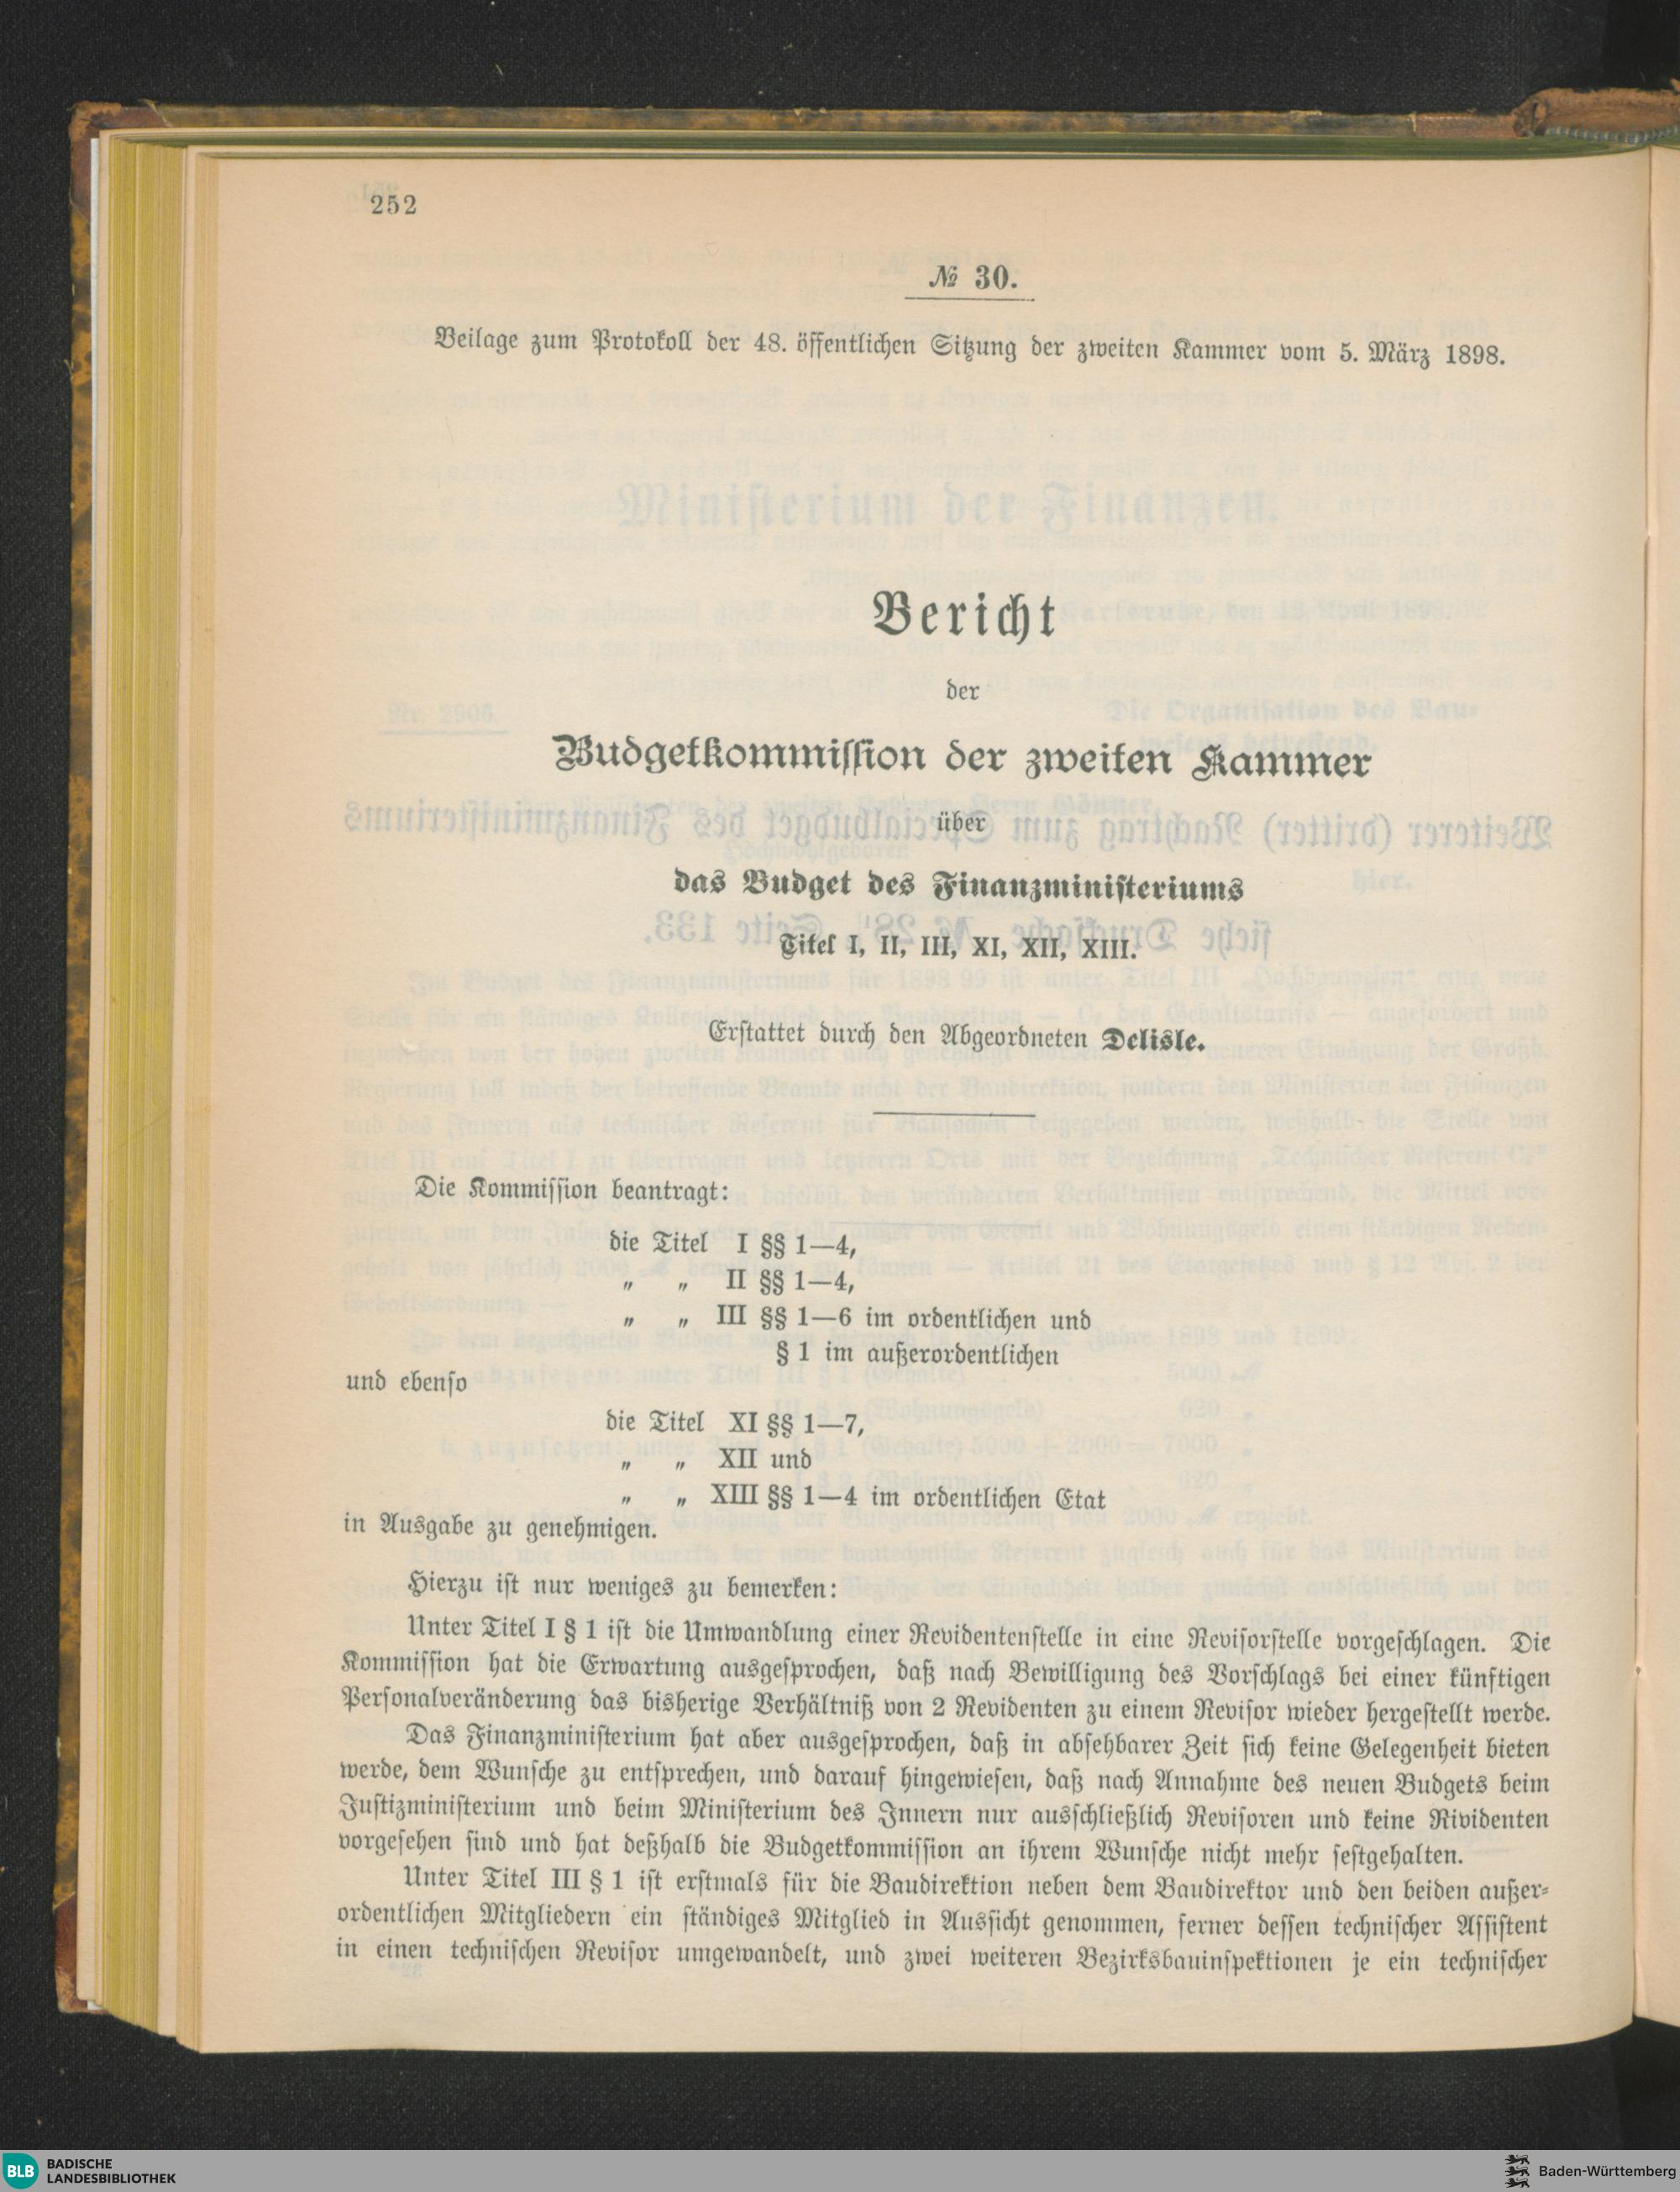 252
№ 30.
Beilage zum Protokoll der 48. öffentlichen Sitzung der zweiten Kammer vom 5. März 1898.
Bericht
der
Budgetkommission der zweiten Kammer
über
das Budget des Finanzministeriums
Titel I, II, III, XI, XII, XIII.
Erstattet durch den Abgeordneten Delisle.
Die Kommission beantragt:
die Titel I §§ 1—4,
„ „ II §§ 1—4,
„ „ III §§ 1—6 im ordentlichen und
§ 1 im außerordentlichen
und ebenso
die Titel XI §§ 1—7,
„ „ XII und
„ „ XIII §§ 1—4 im ordentlichen Etat
in Ausgabe zu genehmigen.
Hierzu ist nur weniges zu bemerken:
Unter Titel I § 1 ist die Umwandlung einer Revidentenstelle in eine Revisorstelle vorgeschlagen. Die
Kommission hat die Erwartung ausgesprochen, daß nach Bewilligung des Vorschlags bei einer künftigen
Personalveränderung das bisherige Verhältniß von 2 Revidenten zu einem Revisor wieder hergestellt werde.
Das Finanzministerium hat aber ausgesprochen, daß in absehbarer Zeit sich keine Gelegenheit bieten
werde, dem Wunsche zu entsprechen, und darauf hingewiesen, daß nach Annahme des neuen Budgets beim
Justizministerium und beim Ministerium des Innern nur ausschließlich Revisoren und keine Rividenten
vorgesehen sind und hat deßhalb die Budgetkommission an ihrem Wunsche nicht mehr festgehalten.
Unter Titel III § 1 ist erstmals für die Baudirektion neben dem Baudirektor und den beiden außer-
ordentlichen Mitgliedern ein ständiges Mitglied in Aussicht genommen, ferner dessen technischer Assistent
in einen technischen Revisor umgewandelt, und zwei weiteren Bezirksbauinspektionen je ein technischer
BLB BADISCHE
LANDESBIBLIOTHEK
Baden-Württemberg